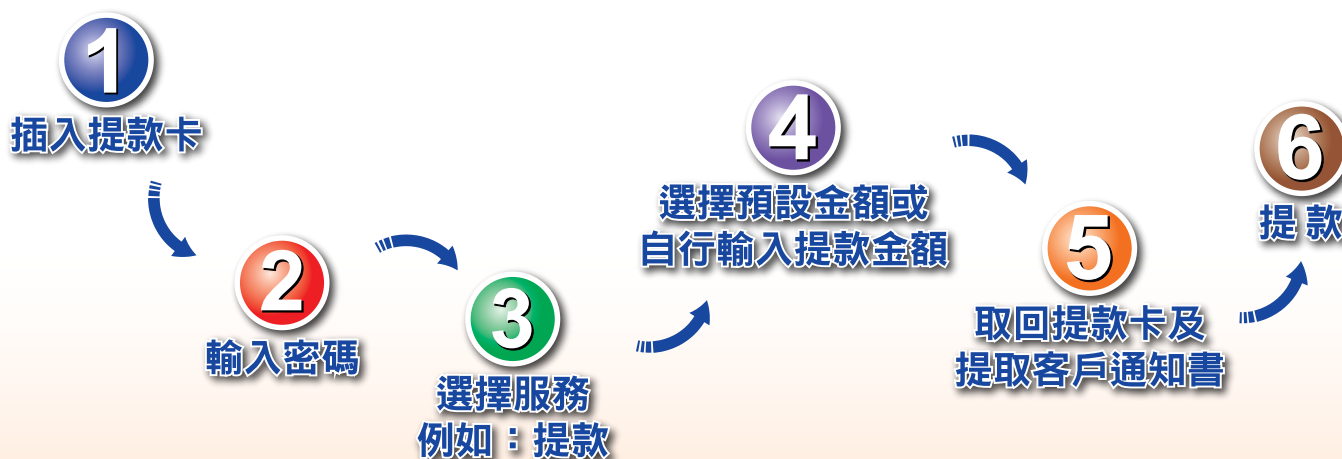 1
插入提款卡
2
輸入密碼
3
選擇服務
例如：提款
4
選擇預設金額或
自行輸入提款金額
5
取回提款卡及
提取客戶通知書
6
提款